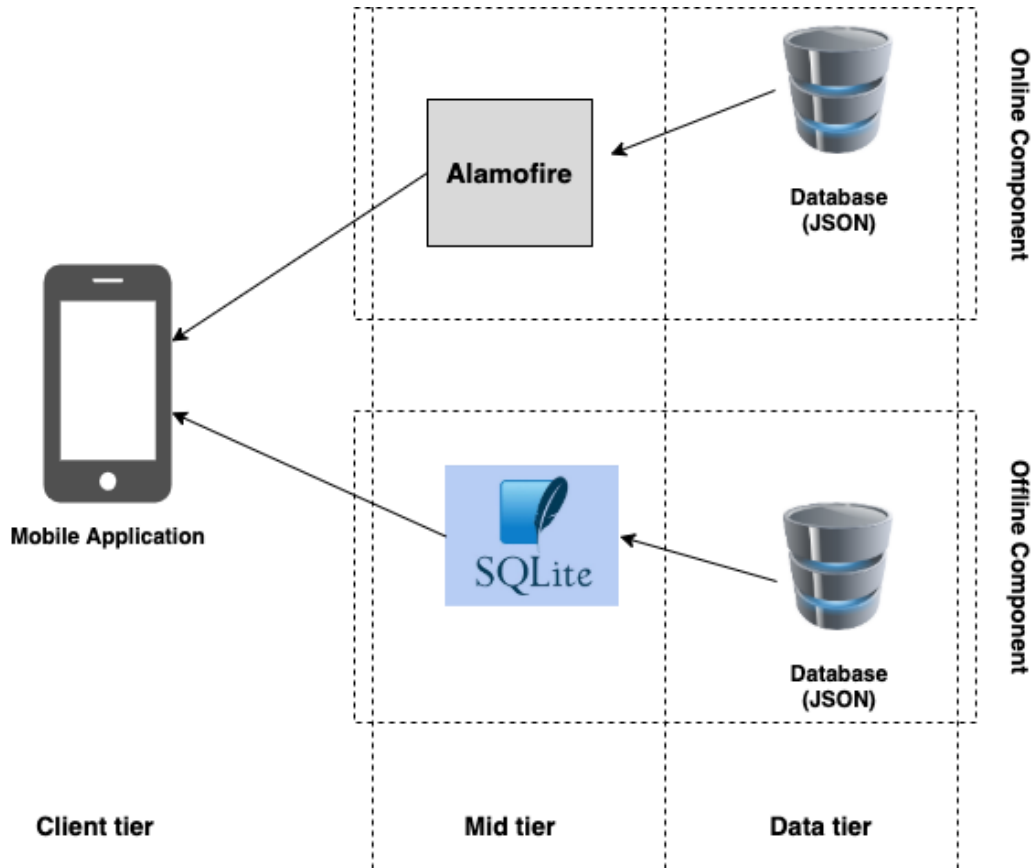 Online Component
Alamofire
Database
(JSON)
Mobile Application
Offline Component
SQLite
Database
(JSON)
Client tier
Mid tier
Data tier